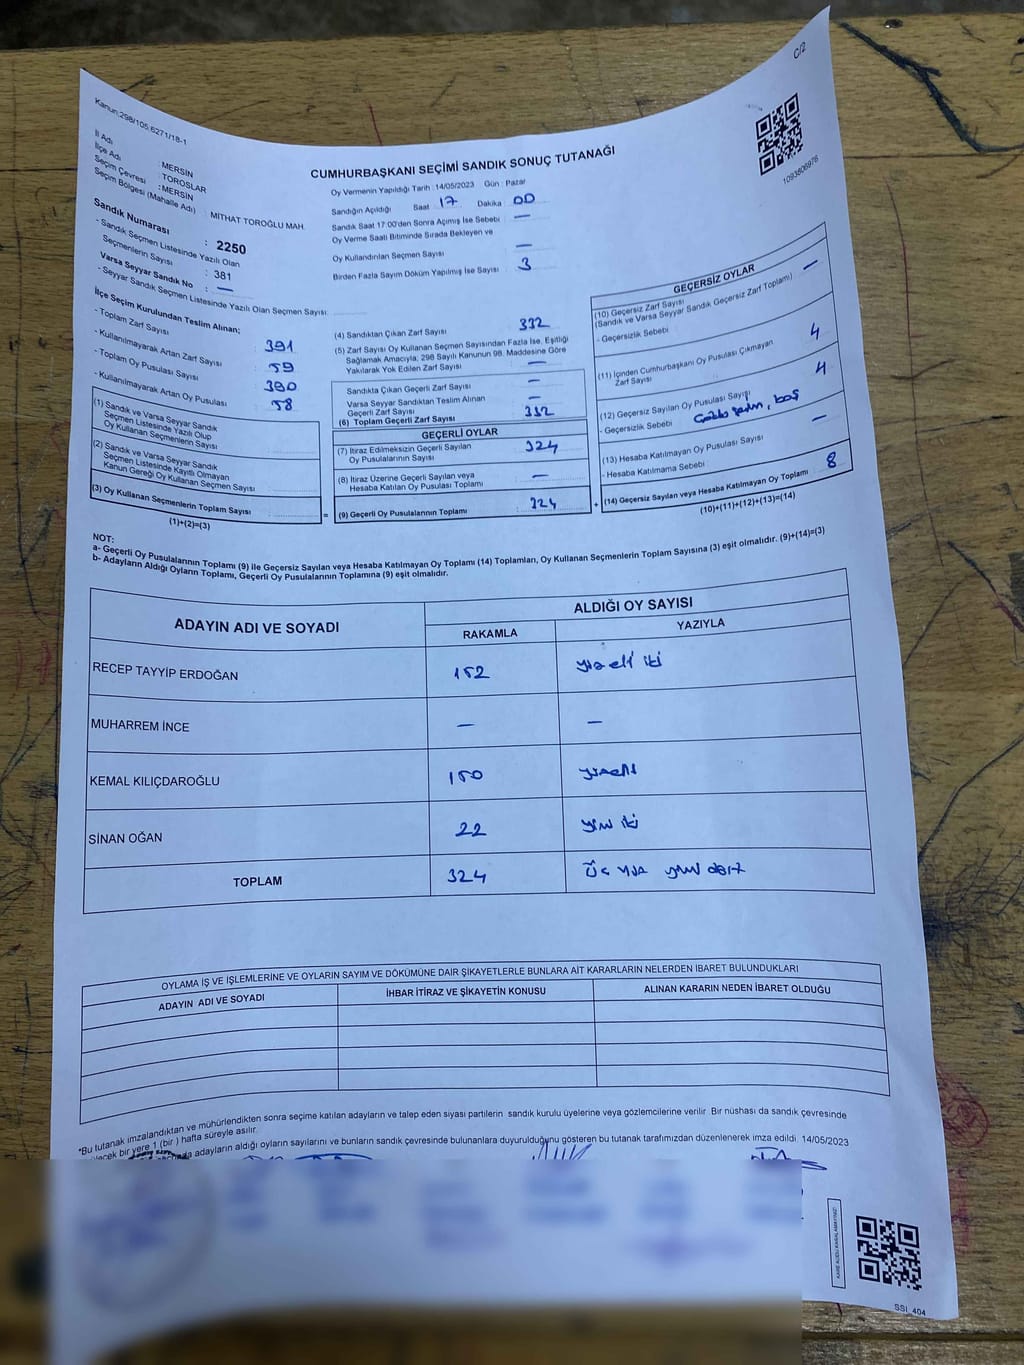 C/2
Kanun:298/105,6271/18-1
1093606976
CUMHURBAŞKANI SEÇİMİ SANDIK SONUÇ TUTANAĞI
İl Adı : MERSİN
İlçe Adı : TOROSLAR
Seçim Çevresi : MERSİN
Seçim Bölgesi (Mahalle Adı) : MITHAT TOROĞLU MAH.
Sandık Numarası : 2250
- Sandık Seçmen Listesinde Yazılı Olan
Seçmenlerin Sayısı : 381
Varsa Seyyar Sandık No : —
- Seyyar Sandık Seçmen Listesinde Yazılı Olan Seçmen Sayısı:
Oy Vermenin Yapıldığı Tarih : 14/05/2023 Gün : Pazar
Sandığın Açıldığı Saat 17 Dakika 00
Sandık Saat 17:00'den Sonra Açımış İse Sebebi : —
Oy Verme Saati Bitiminde Sırada Bekleyen ve
Oy Kullandırılan Seçmen Sayısı —
Birden Fazla Sayım Döküm Yapılmış İse Sayısı : 3
İlçe Seçim Kurulundan Teslim Alınan;
- Toplam Zarf Sayısı 391
- Kullanılmayarak Artan Zarf Sayısı 59
- Toplam Oy Pusulası Sayısı 390
- Kullanılmayarak Artan Oy Pusulası 58
(1) Sandık ve Varsa Seyyar Sandık
Seçmen Listesinde Yazılı Olup
Oy Kullanan Seçmenlerin Sayısı
(2) Sandık ve Varsa Seyyar Sandık
Seçmen Listesinde Kayıtlı Olmayan
Kanun Gereği Oy Kullanan Seçmen Sayısı
(3) Oy Kullanan Seçmenlerin Toplam Sayısı
(1)+(2)=(3)
(4) Sandıktan Çıkan Zarf Sayısı 332
(5) Zarf Sayısı Oy Kullanan Seçmen Sayısından Fazla İse, Eşitliği
Sağlamak Amacıyla; 298 Sayılı Kanunun 98. Maddesine Göre
Yakılarak Yok Edilen Zarf Sayısı —
Sandıkta Çıkan Geçerli Zarf Sayısı —
Varsa Seyyar Sandıktan Teslim Alınan
Geçerli Zarf Sayısı —
(6) Toplam Geçerli Zarf Sayısı 332
GEÇERLİ OYLAR
(7) İtiraz Edilmeksizin Geçerli Sayılan
Oy Pusulalarının Sayısı 324
(8) İtiraz Üzerine Geçerli Sayılan veya
Hesaba Katılan Oy Pusulası Toplamı —
= (9) Geçerli Oy Pusulalarının Toplamı 324
GEÇERSİZ OYLAR
(10) Geçersiz Zarf Sayısı
(Sandık ve Varsa Seyyar Sandık Geçersiz Zarf Toplamı) —
- Geçersizlik Sebebi
(11) İçinden Cumhurbaşkanı Oy Pusulası Çıkmayan
Zarf Sayısı 4
(12) Geçersiz Sayılan Oy Pusulası Sayısı 4
- Geçersizlik Sebebi boş
(13) Hesaba Katılmayan Oy Pusulası Sayısı —
- Hesaba Katılmama Sebebi
+ (14) Geçersiz Sayılan veya Hesaba Katılmayan Oy Toplamı 8
(10)+(11)+(12)+(13)=(14)
NOT:
a- Geçerli Oy Pusulalarının Toplamı (9) ile Geçersiz Sayılan veya Hesaba Katılmayan Oy Toplamı (14) Toplamları, Oy Kullanan Seçmenlerin Toplam Sayısına (3) eşit olmalıdır. (9)+(14)=(3)
b- Adayların Aldığı Oyların Toplamı, Geçerli Oy Pusulalarının Toplamına (9) eşit olmalıdır.
ADAYIN ADI VE SOYADI
ALDIĞI OY SAYISI
RAKAMLA YAZIYLA
RECEP TAYYİP ERDOĞAN 152 yüzelli iki
MUHARREM İNCE — —
KEMAL KILIÇDAROĞLU 150 yüzelli
SİNAN OĞAN 22 yirmi iki
TOPLAM 324 üç yüz yirmi dört
OYLAMA İŞ VE İŞLEMLERİNE VE OYLARIN SAYIM VE DÖKÜMÜNE DAİR ŞİKAYETLERLE BUNLARA AİT KARARLARIN NELERDEN İBARET BULUNDUKLARI
ADAYIN ADI VE SOYADI İHBAR İTİRAZ VE ŞİKAYETİN KONUSU ALINAN KARARIN NEDEN İBARET OLDUĞU
*Bu tutanak imzalandıktan ve mühürlendikten sonra seçime katılan adayların ve talep eden siyasi partilerin sandık kurulu üyelerine veya gözlemcilerine verilir. Bir nüshası da sandık çevresinde
bir yere 1 (bir) hafta süreyle asılır.
adayların aldığı oyların sayılarını ve bunların sandık çevresinde bulunanlara duyurulduğunu gösteren bu tutanak tarafımızdan düzenlenerek imza edildi. 14/05/2023
KARE KODU KARALAMAYINIZ!
SSI_404